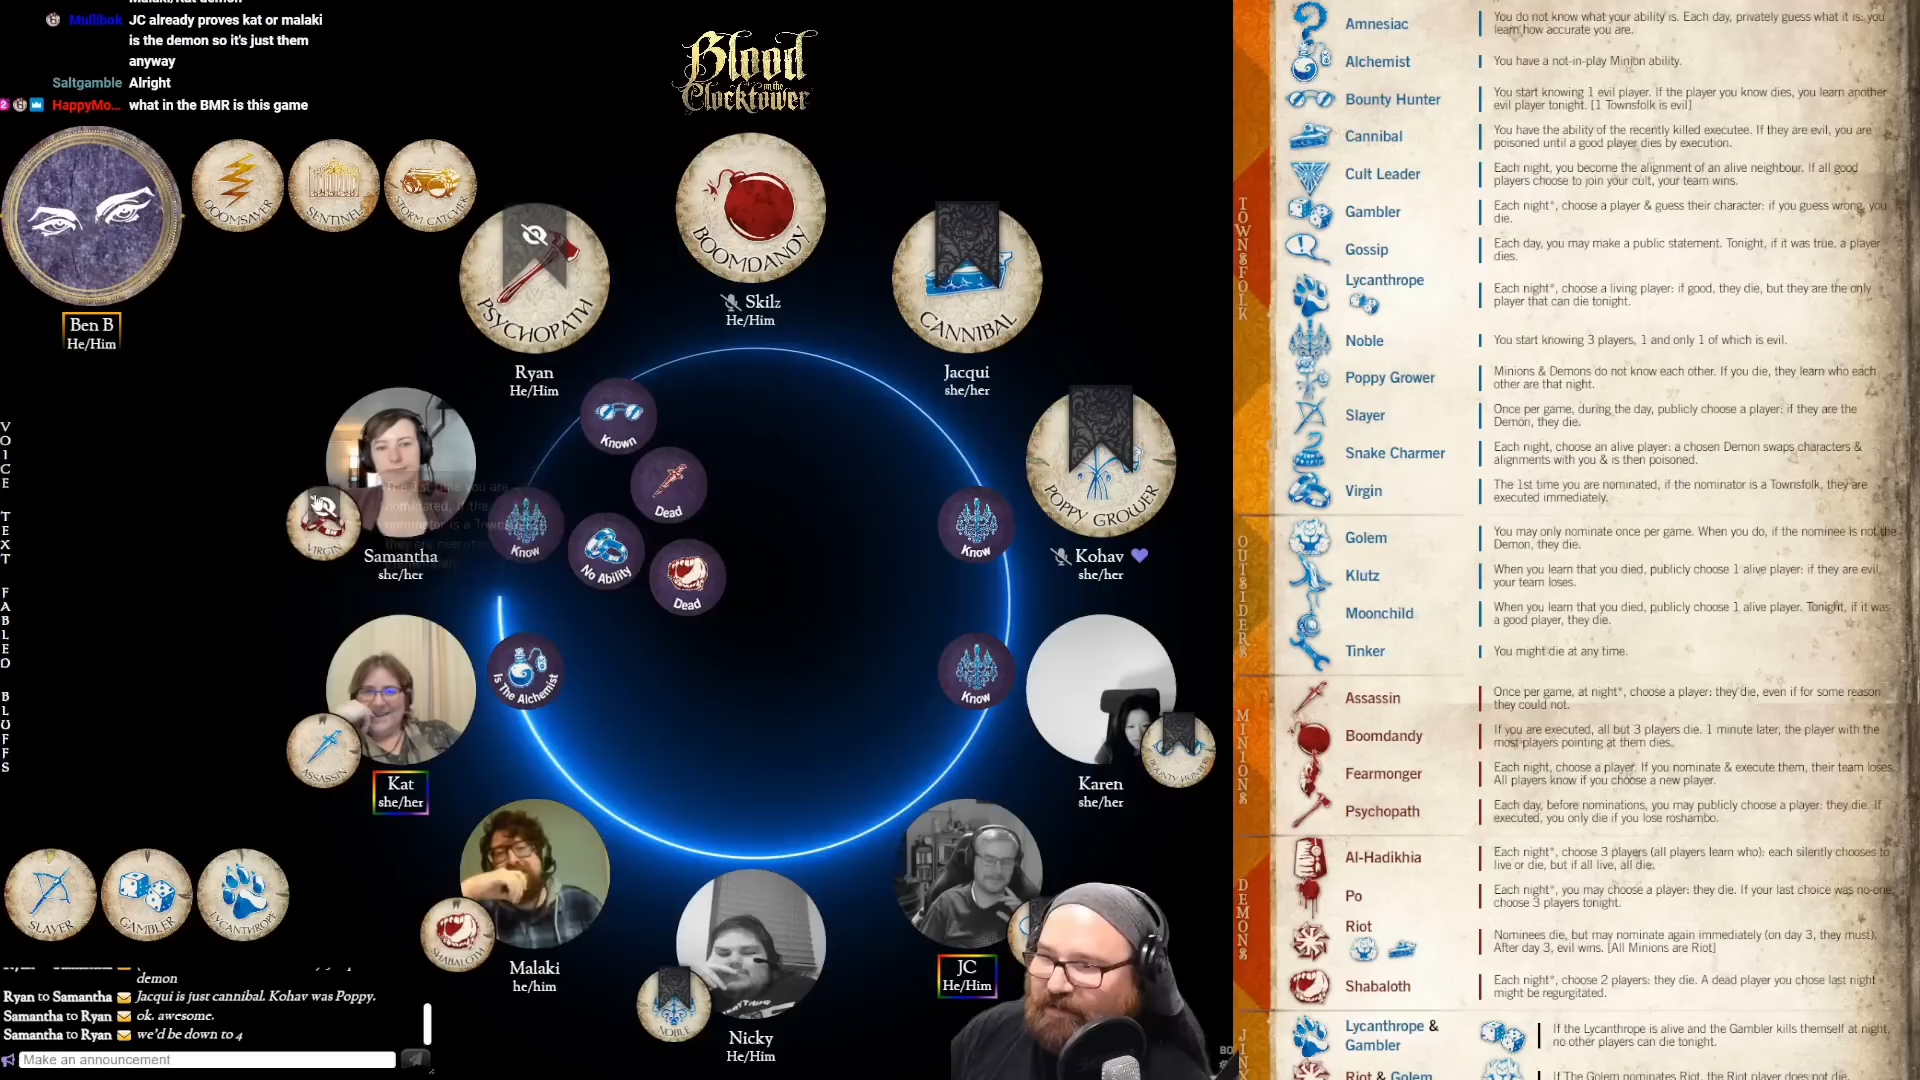 Mullibok JC already proves kat or malaki
is the demon so it's just them
anyway
Saltgamble Alright
HappyMo... what in the BMR is this game
Ben B
He/Him
DOOMSAYER
SENTINEL
STORM CATCHER
Blood
on the
Clocktower
PSYCHOPATH
Ryan
He/Him
BOOMDANDY
Skilz
He/Him
CANNIBAL
Jacqui
she/her
POPPY GROWER
Kohav
she/her
VIRGIN
Samantha
she/her
Known
Dead
Know
No Ability
Dead
Know
Is The Alchemist
Know
ASSASSIN
Kat
she/her
Karen
she/her
BOUNTY HUNTER
SHABALOTH
Malaki
he/him
NOBLE
Nicky
He/Him
JC
He/Him
VOICE TEXT FABLED BLUFFS
SLAYER
GAMBLER
LYCANTHROPE
demon
Ryan to Samantha Jacqui is just cannibal. Kohav was Poppy.
Samantha to Ryan ok. awesome.
Samantha to Ryan we'd be down to 4
Make an announcement
TOWNSFOLK
Amnesiac
You do not know what your ability is. Each day, privately guess what it is: you
learn how accurate you are.
Alchemist
You have a not-in-play Minion ability.
Bounty Hunter
You start knowing 1 evil player. If the player you know dies, you learn another
evil player tonight. [1 Townsfolk is evil]
Cannibal
You have the ability of the recently killed executee. If they are evil, you are
poisoned until a good player dies by execution.
Cult Leader
Each night, you become the alignment of an alive neighbour. If all good
players choose to join your cult, your team wins.
Gambler
Each night*, choose a player & guess their character: if you guess wrong, you
die.
Gossip
Each day, you may make a public statement. Tonight, if it was true, a player
dies.
Lycanthrope
Each night*, choose a living player: if good, they die, but they are the only
player that can die tonight.
Noble
You start knowing 3 players, 1 and only 1 of which is evil.
Poppy Grower
Minions & Demons do not know each other. If you die, they learn who each
other are that night.
Slayer
Once per game, during the day, publicly choose a player: if they are the
Demon, they die.
Snake Charmer
Each night, choose an alive player: a chosen Demon swaps characters &
alignments with you & is then poisoned.
Virgin
The 1st time you are nominated, if the nominator is a Townsfolk, they are
executed immediately.
OUTSIDERS
Golem
You may only nominate once per game. When you do, if the nominee is not the
Demon, they die.
Klutz
When you learn that you died, publicly choose 1 alive player: if they are evil,
your team loses.
Moonchild
When you learn that you died, publicly choose 1 alive player. Tonight, if it was
a good player, they die.
Tinker
You might die at any time.
MINIONS
Assassin
Once per game, at night*, choose a player: they die, even if for some reason
they could not.
Boomdandy
If you are executed, all but 3 players die. 1 minute later, the player with the
most players pointing at them dies.
Fearmonger
Each night, choose a player. If you nominate & execute them, their team loses.
All players know if you choose a new player.
Psychopath
Each day, before nominations, you may publicly choose a player: they die. If
executed, you only die if you lose roshambo.
DEMONS
Al-Hadikhia
Each night*, choose 3 players (all players learn who): each silently chooses to
live or die, but if all live, all die.
Po
Each night*, you may choose a player: they die. If your last choice was no-one,
choose 3 players tonight.
Riot
Nominees die, but may nominate again immediately (on day 3, they must).
After day 3, evil wins. [All Minions are Riot]
Shabaloth
Each night*, choose 2 players: they die. A dead player you chose last night
might be regurgitated.
JINX
Lycanthrope &
Gambler
If the Lycanthrope is alive and the Gambler kills themself at night,
no other players can die tonight.
Riot & Golem
If The Golem nominates Riot, the Riot player does not die.